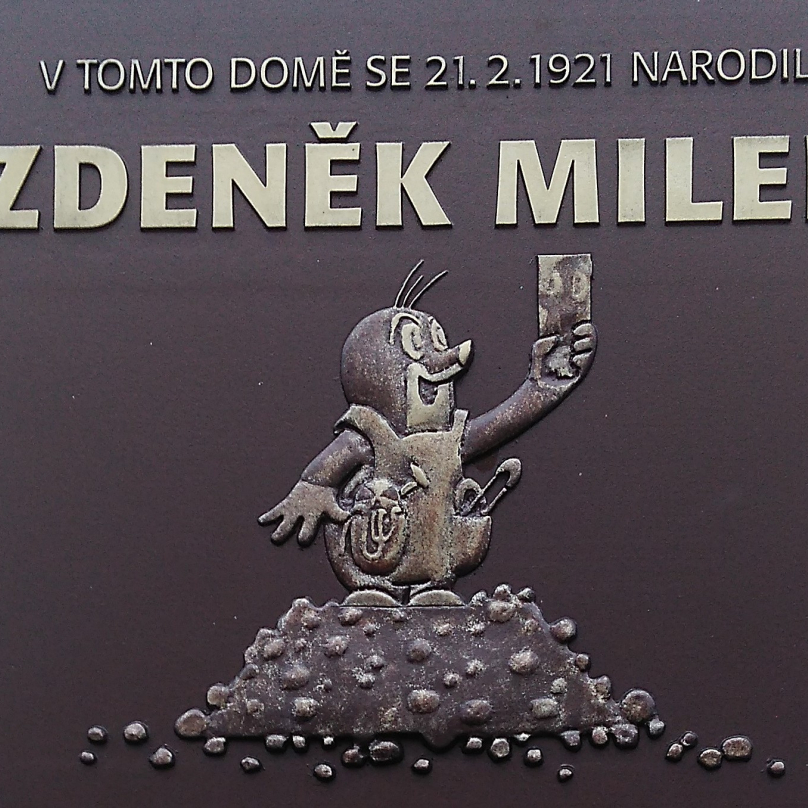 V TOMTO DOMĚ SE 21. 2. 1921 NARODIL
ZDENĚK MILE